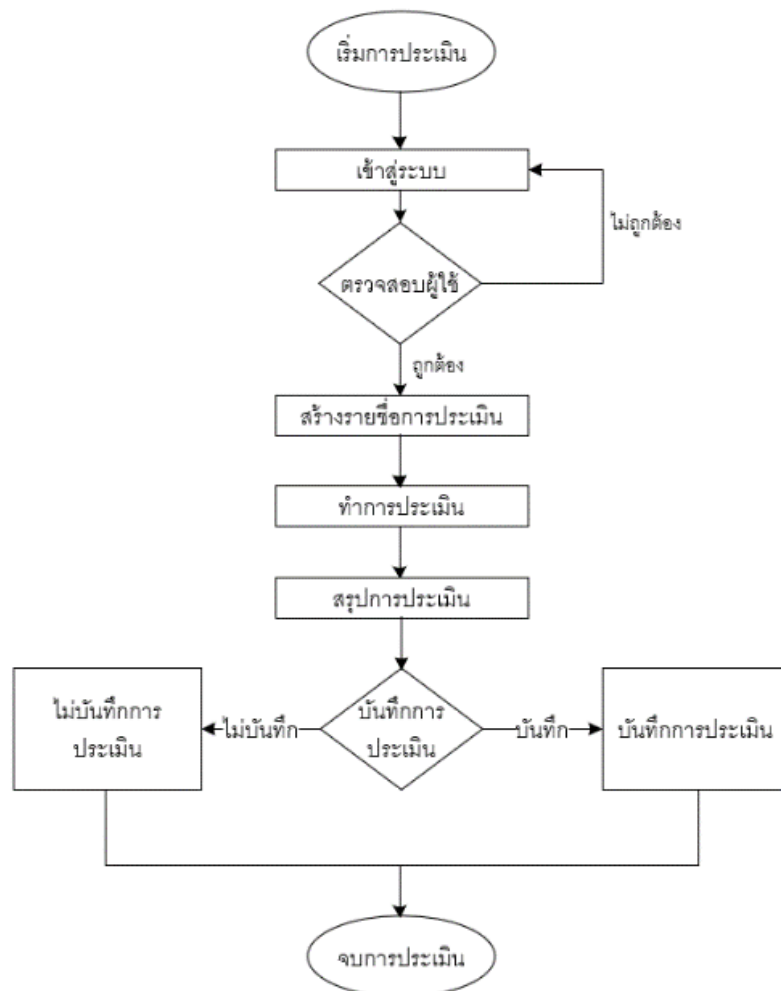 เริ่มการประเมิน
เข้าสู่ระบบ
ไม่ถูกต้อง
ตรวจสอบผู้ใช้
ถูกต้อง
สร้างรายชื่อการประเมิน
ทำการประเมิน
สรุปการประเมิน
ไม่บันทึกการ
ประเมิน
ไม่บันทึก
บันทึกการ
ประเมิน
บันทึก
บันทึกการประเมิน
จบการประเมิน